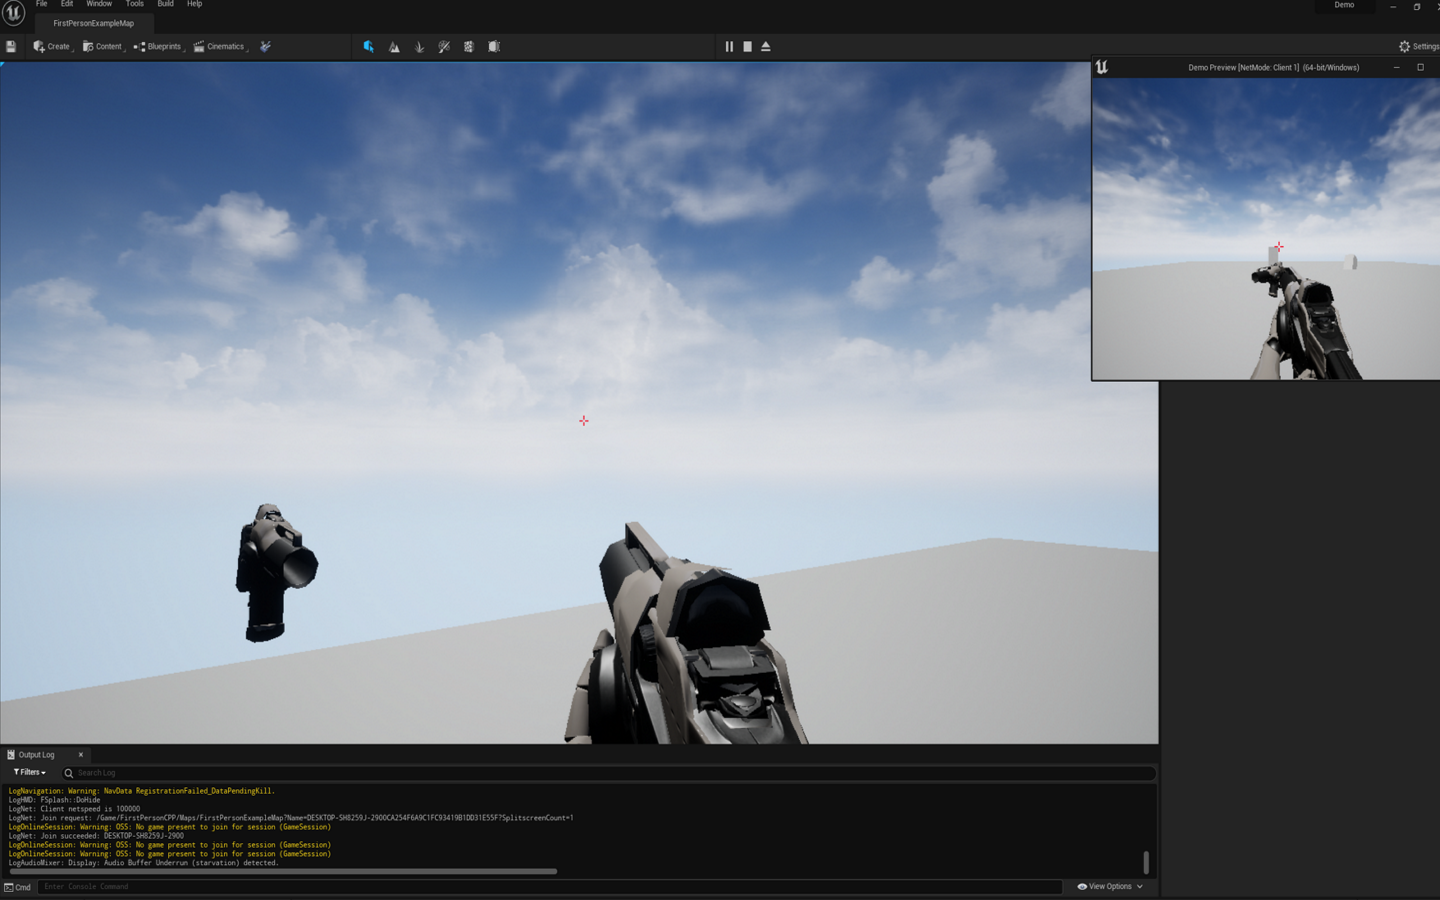 File Edit Window Tools Build Help
Demo
FirstPersonExampleMap
Create Content Blueprints Cinematics
Settings
Demo Preview [NetMode: Client 1] (64-bit/Windows)
Output Log
Filters
Search Log
LogNavigation: Warning: NavData RegistrationFailed_DataPendingKill.
LogHMD: FSplash::DoHide
LogNet: Client netspeed is 100000
LogNet: Join request: /Game/FirstPersonCPP/Maps/FirstPersonExampleMap?Name=DESKTOP-SH8259J-2900CA254F6A9C1FC93419B1DD31E55F?SplitscreenCount=1
LogOnlineSession: Warning: OSS: No game present to join for session (GameSession)
LogNet: Join succeeded: DESKTOP-SH8259J-2900
LogOnlineSession: Warning: OSS: No game present to join for session (GameSession)
LogOnlineSession: Warning: OSS: No game present to join for session (GameSession)
LogAudioMixer: Display: Audio Buffer Underrun (starvation) detected.
Cmd
Enter Console Command
View Options